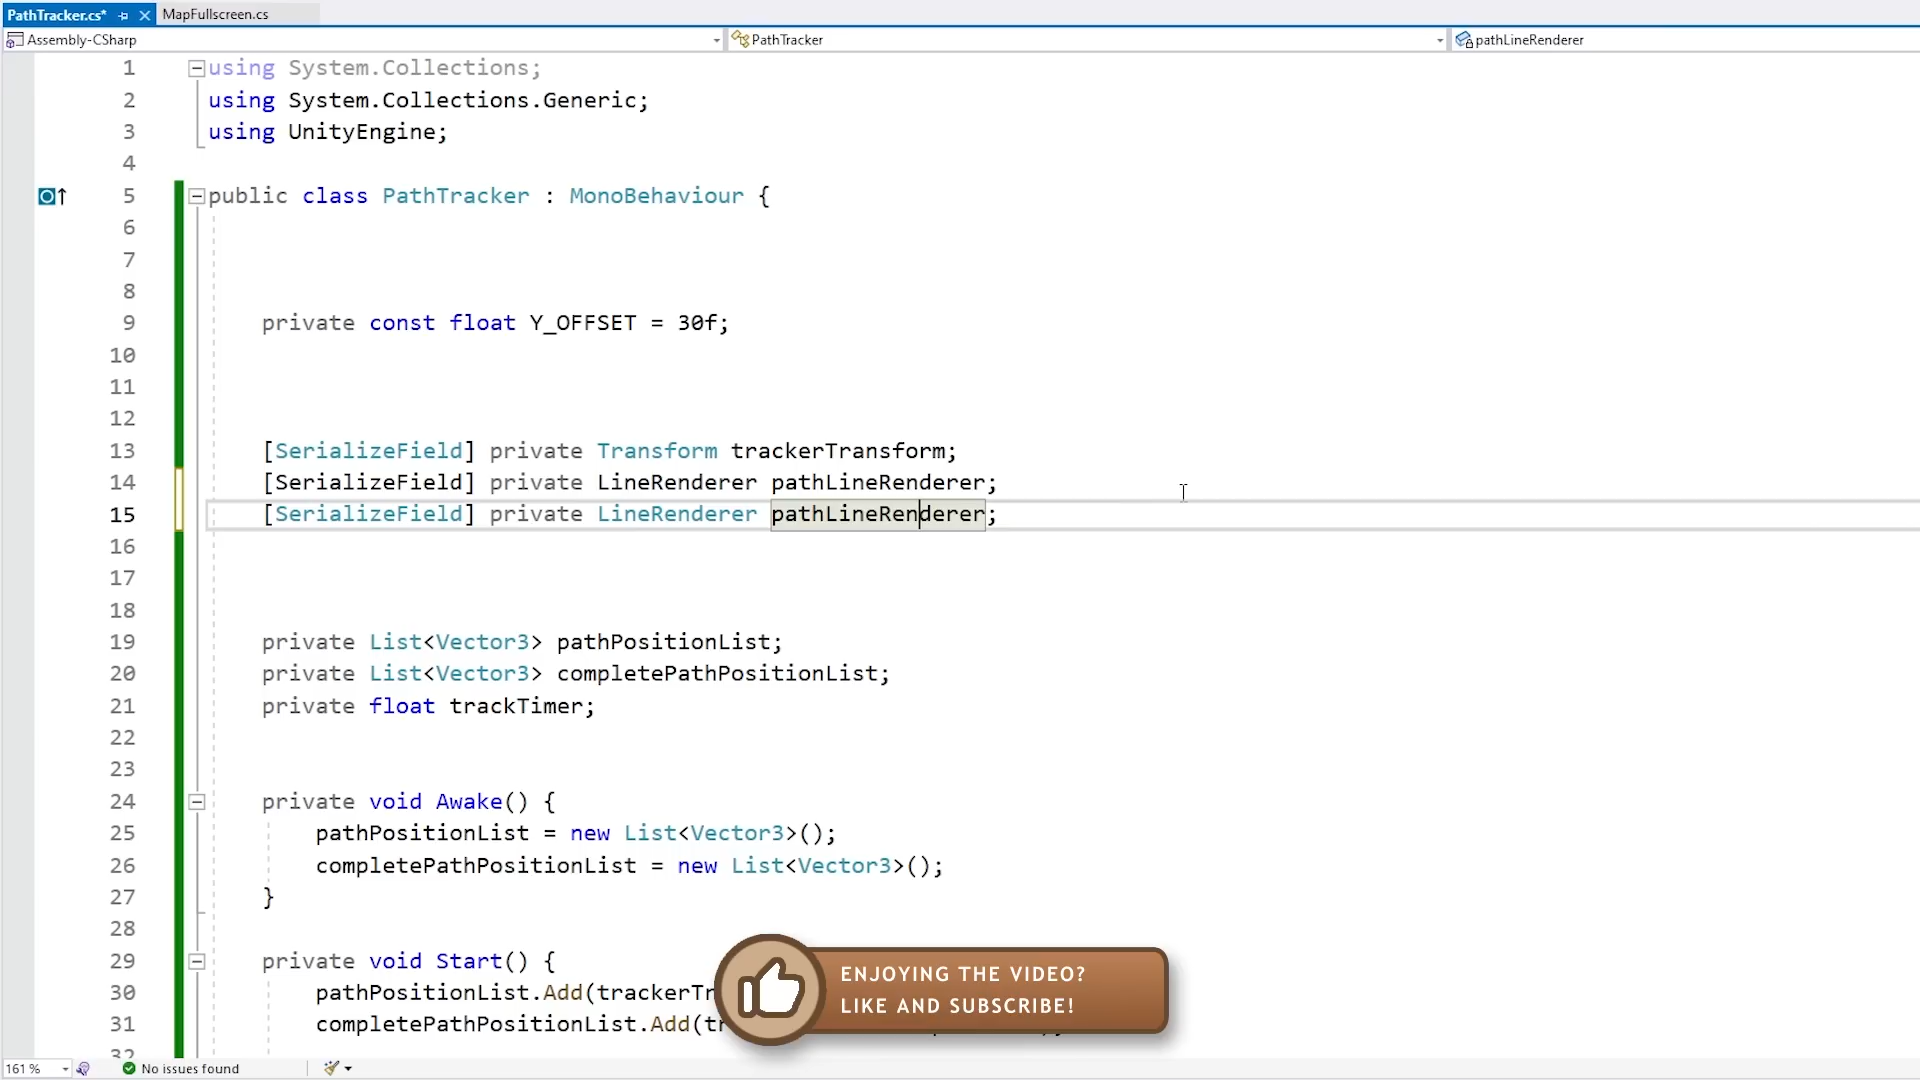 PathTracker.cs*
MapFullscreen.cs
Assembly-CSharp
PathTracker
pathLineRenderer
1 using System.Collections;
2 using System.Collections.Generic;
3 using UnityEngine;
4
5 public class PathTracker : MonoBehaviour {
6
7
8
9 private const float Y_OFFSET = 30f;
10
11
12
13 [SerializeField] private Transform trackerTransform;
14 [SerializeField] private LineRenderer pathLineRenderer;
15 [SerializeField] private LineRenderer pathLineRenderer;
16
17
18
19 private List<Vector3> pathPositionList;
20 private List<Vector3> completePathPositionList;
21 private float trackTimer;
22
23
24 private void Awake() {
25 pathPositionList = new List<Vector3>();
26 completePathPositionList = new List<Vector3>();
27 }
28
29 private void Start() {
30 pathPositionList.Add(trackerTr
31 completePathPositionList.Add(tr
32
ENJOYING THE VIDEO?
LIKE AND SUBSCRIBE!
161 %
No issues found